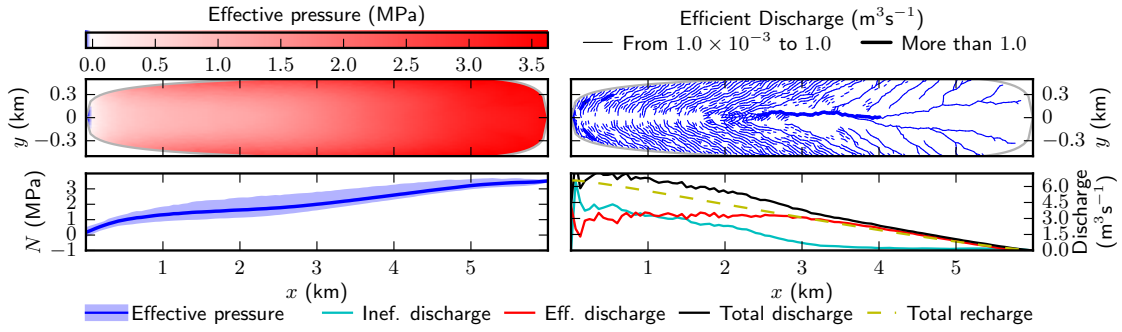 Effective pressure (MPa)
Efficient Discharge (m³s⁻¹)
From 1.0 × 10⁻³ to 1.0
More than 1.0
0.0 0.5 1.0 1.5 2.0 2.5 3.0 3.5
y (km)
0.3
0
−0.3
0.3
0
−0.3
y (km)
N (MPa)
3
2
1
−1
6.0
4.5
3.0
1.5
0.0
Discharge
(m³s⁻¹)
1 2 3 4 5
1 2 3 4 5
x (km)
x (km)
Effective pressure Inef. discharge Eff. discharge Total discharge Total recharge